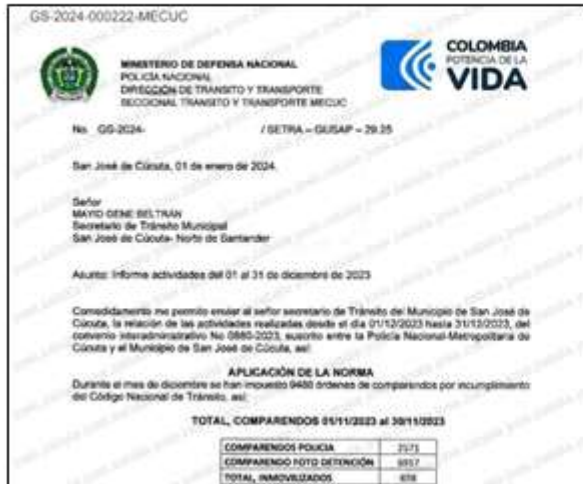 GS-2024-000222-MECUC
MINISTERIO DE DEFENSA NACIONAL
POLICÍA NACIONAL
DIRECCIÓN DE TRANSITO Y TRANSPORTE
SECCIONAL TRANSITO Y TRANSPORTE MECUC
COLOMBIA
POTENCIA DE LA
VIDA
No. GS-2024- / SETRA – GUSAP – 29.25
San José de Cúcuta, 01 de enero de 2024.
Señor
MAYID GENE BELTRÁN
Secretario de Tránsito Municipal
San José de Cúcuta- Norte de Santander
Asunto: Informe actividades del 01 al 31 de diciembre de 2023
Comedidamente me permito enviar al señor secretario de Tránsito del Municipio de San José de
Cúcuta, la relación de las actividades realizadas desde el día 01/12/2023 hasta 31/12/2023, del
convenio interadministrativo No 0880-2023, suscrito entre la Policía Nacional-Metropolitana de
Cúcuta y el Municipio de San José de Cúcuta, así:
APLICACIÓN DE LA NORMA
Durante el mes de diciembre se han impuesto 9488 órdenes de comparendos por incumplimiento
del Código Nacional de Tránsito, así:
TOTAL, COMPARENDOS 01/11/2023 al 30/11/2023
COMPARENDOS POLICIA 2571
COMPARENDO FOTO DETENCIÓN 6917
TOTAL, INMOVILIZADOS